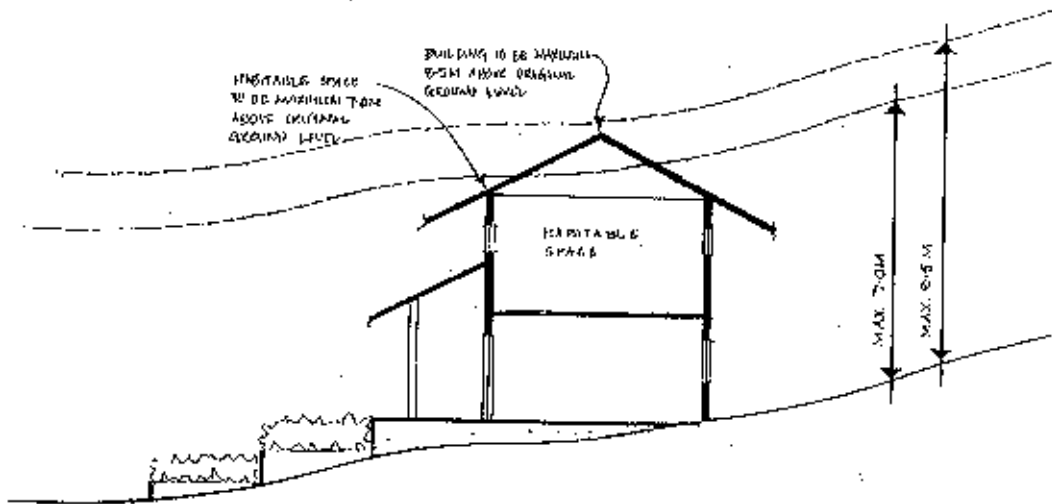 BUILDING TO BE MAXIMUM
8.5M ABOVE ORIGINAL
GROUND LEVEL
HABITABLE SPACE
TO BE MAXIMUM 7.0M
ABOVE ORIGINAL
GROUND LEVEL
HABITABLE
SPACE
MAX. 7.0M
MAX. 8.5M